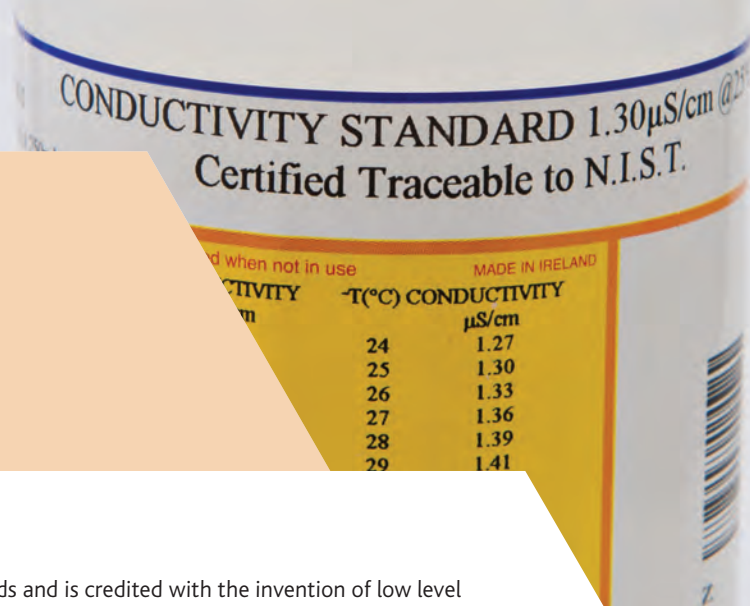 CONDUCTIVITY STANDARD 1.30µS/cm @25
Certified Traceable to N.I.S.T.
when not in use MADE IN IRELAND
T(°C) CONDUCTIVITY
µS/cm
24 1.27
25 1.30
26 1.33
27 1.36
28 1.39
29 1.41
and is credited with the invention of low level